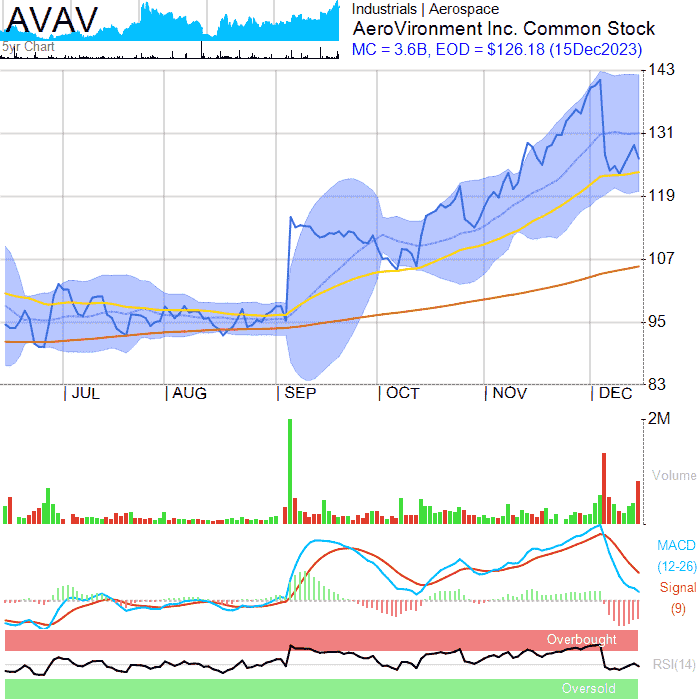 AVAV
5yr Chart
Industrials | Aerospace
AeroVironment Inc. Common Stock
MC = 3.6B, EOD = $126.18 (15Dec2023)
143
131
119
107
95
83
JUL
AUG
SEP
OCT
NOV
DEC
2M
Volume
MACD
(12-26)
Signal
(9)
Overbought
RSI(14)
Oversold